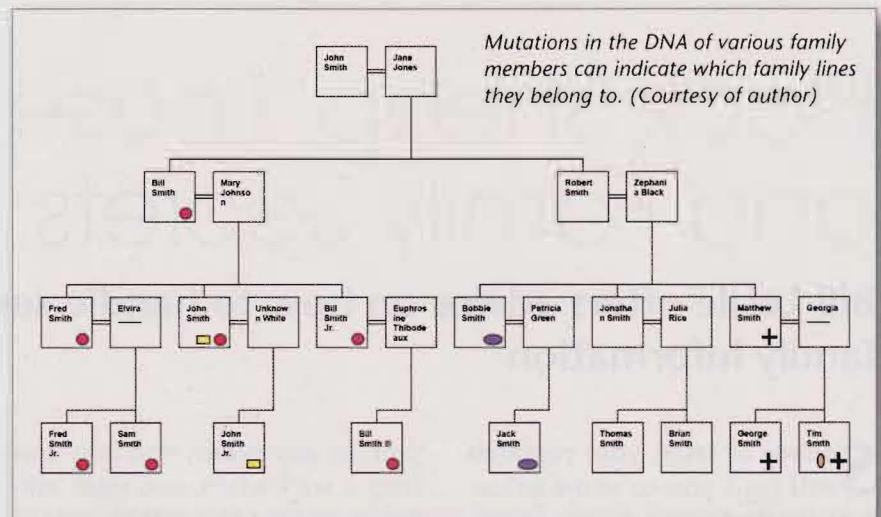 Mutations in the DNA of various family
members can indicate which family lines
they belong to. (Courtesy of author)
John
Smith
Jane
Jones
Bill
Smith
Mary
Johnso
n
Robert
Smith
Zephani
a Black
Fred
Smith
Elvira
John
Smith
Unknow
n White
Bill
Smith
Jr.
Euphros
ine
Thibode
aux
Bobbie
Smith
Patricia
Green
Jonatha
n Smith
Julia
Rice
Matthew
Smith
Georgia
Fred
Smith
Jr.
Sam
Smith
John
Smith
Jr.
Bill
Smith III
Jack
Smith
Thomas
Smith
Brian
Smith
George
Smith
Tim
Smith